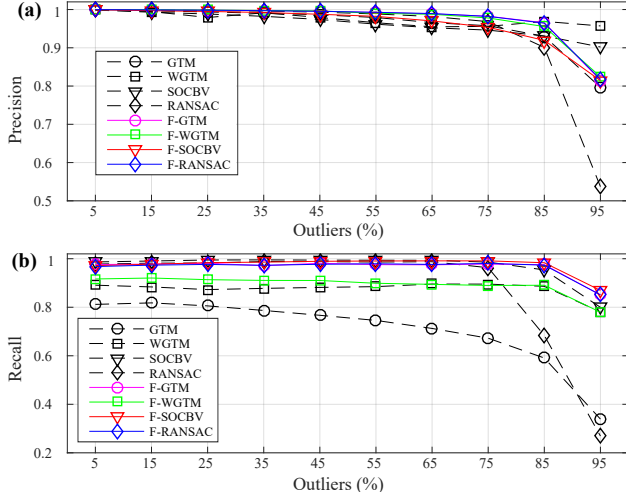 (a)
1
0.9
0.8
0.7
0.6
0.5
Precision
GTM
WGTM
SOCBV
RANSAC
F-GTM
F-WGTM
F-SOCBV
F-RANSAC
5 15 25 35 45 55 65 75 85 95
Outliers (%)
(b)
1
0.8
0.6
0.4
0.2
Recall
GTM
WGTM
SOCBV
RANSAC
F-GTM
F-WGTM
F-SOCBV
F-RANSAC
5 15 25 35 45 55 65 75 85 95
Outliers (%)